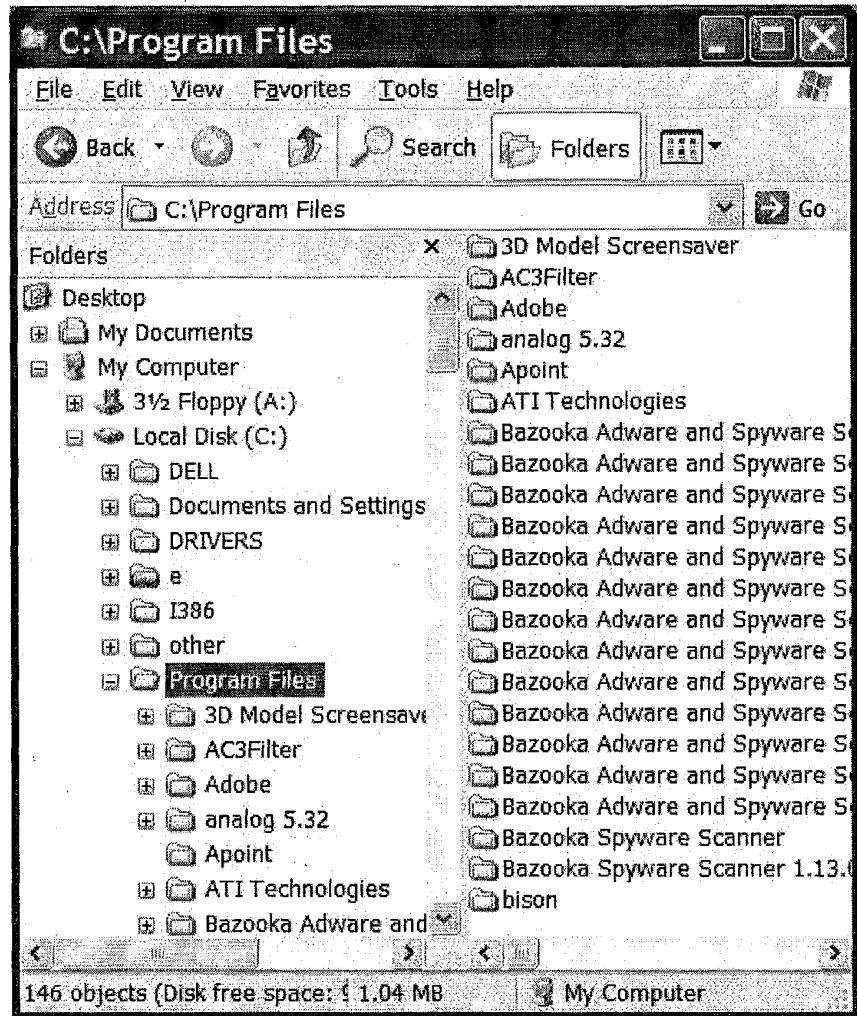 C:\Program Files
File Edit View Favorites Tools Help
Back Search Folders
Address C:\Program Files Go
Folders
Desktop
My Documents
My Computer
3½ Floppy (A:)
Local Disk (C:)
DELL
Documents and Settings
DRIVERS
e
I386
other
Program Files
3D Model Screensave
AC3Filter
Adobe
analog 5.32
Apoint
ATI Technologies
Bazooka Adware and
3D Model Screensaver
AC3Filter
Adobe
analog 5.32
Apoint
ATI Technologies
Bazooka Adware and Spyware S
Bazooka Adware and Spyware S
Bazooka Adware and Spyware S
Bazooka Adware and Spyware S
Bazooka Adware and Spyware S
Bazooka Adware and Spyware S
Bazooka Adware and Spyware S
Bazooka Adware and Spyware S
Bazooka Adware and Spyware S
Bazooka Adware and Spyware S
Bazooka Adware and Spyware S
Bazooka Adware and Spyware S
Bazooka Adware and Spyware S
Bazooka Spyware Scanner
Bazooka Spyware Scanner 1.13.
bison
146 objects (Disk free space: 1.04 MB My Computer